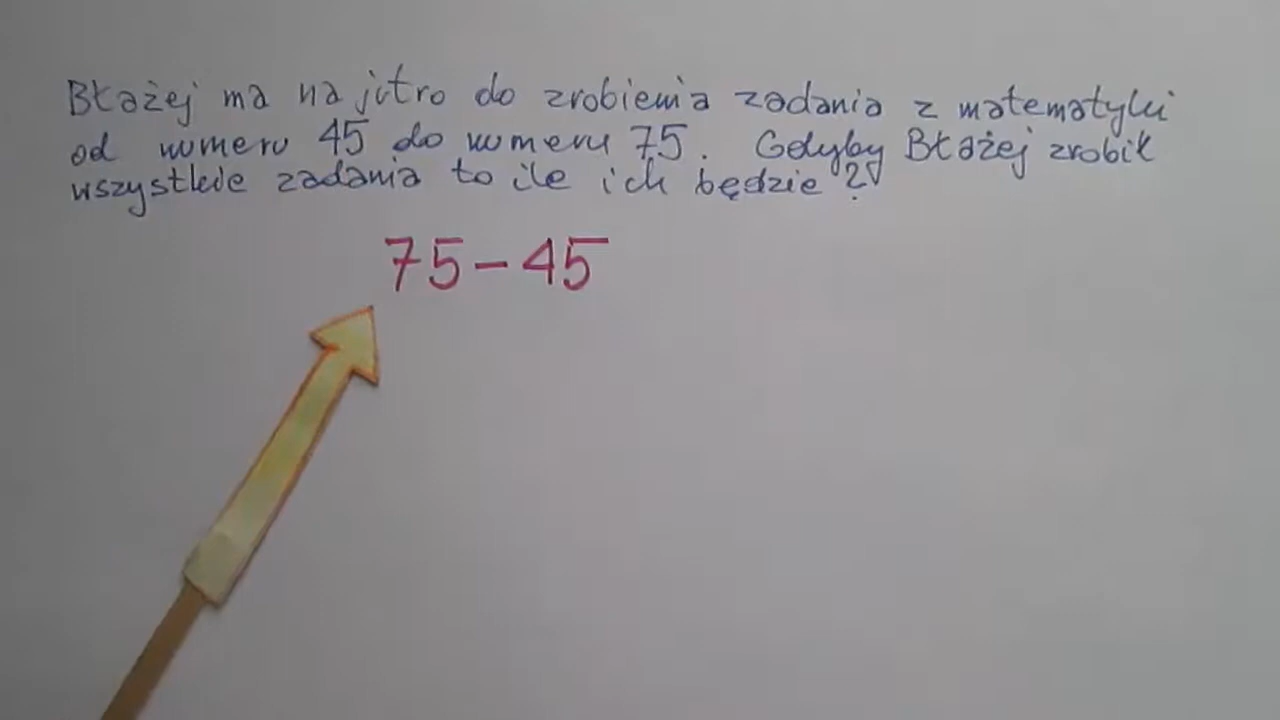 Błażej ma na jutro do zrobienia zadania z matematyki
od numeru 45 do numeru 75. Gdyby Błażej zrobił
wszystkie zadania to ile ich będzie?
75-45